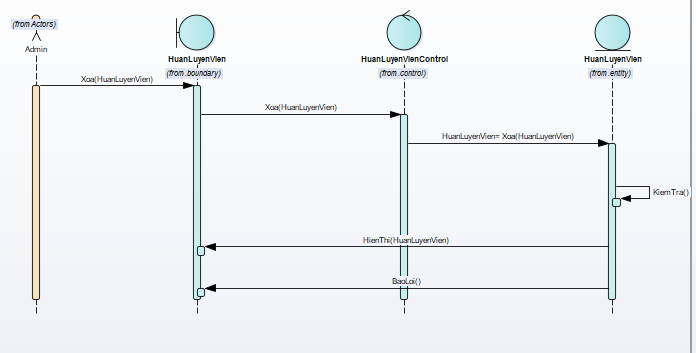 (from Actors)
Admin
HuanLuyenVien
(from boundary)
HuanLuyenVienControl
(from control)
HuanLuyenVien
(from entity)
Xoa(HuanLuyenVien)
Xoa(HuanLuyenVien)
HuanLuyenVien= Xoa(HuanLuyenVien)
KiemTra()
HienThi(HuanLuyenVien)
BaoLoi()